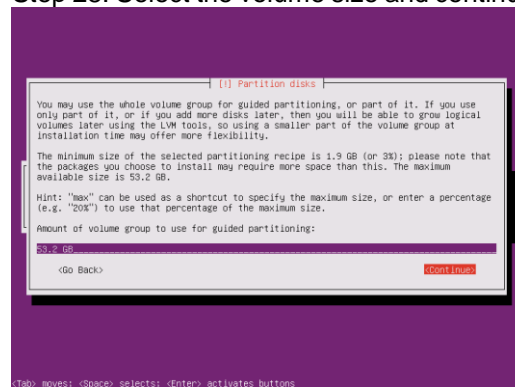 Step 28: Select the volume size and contin
[!] Partition disks
You may use the whole volume group for guided partitioning, or part of it. If you use
only part of it, or if you add more disks later, then you will be able to grow logical
volumes later using the LVM tools, so using a smaller part of the volume group at
installation time may offer more flexibility.
The minimum size of the selected partitioning recipe is 1.9 GB (or 3%); please note that
the packages you choose to install may require more space than this. The maximum
available size is 53.2 GB.
Hint: "max" can be used as a shortcut to specify the maximum size, or enter a percentage
(e.g. "20%") to use that percentage of the maximum size.
Amount of volume group to use for guided partitioning:
53.2 GB
<Go Back>
<Continue>
<Tab> moves; <Space> selects; <Enter> activates buttons